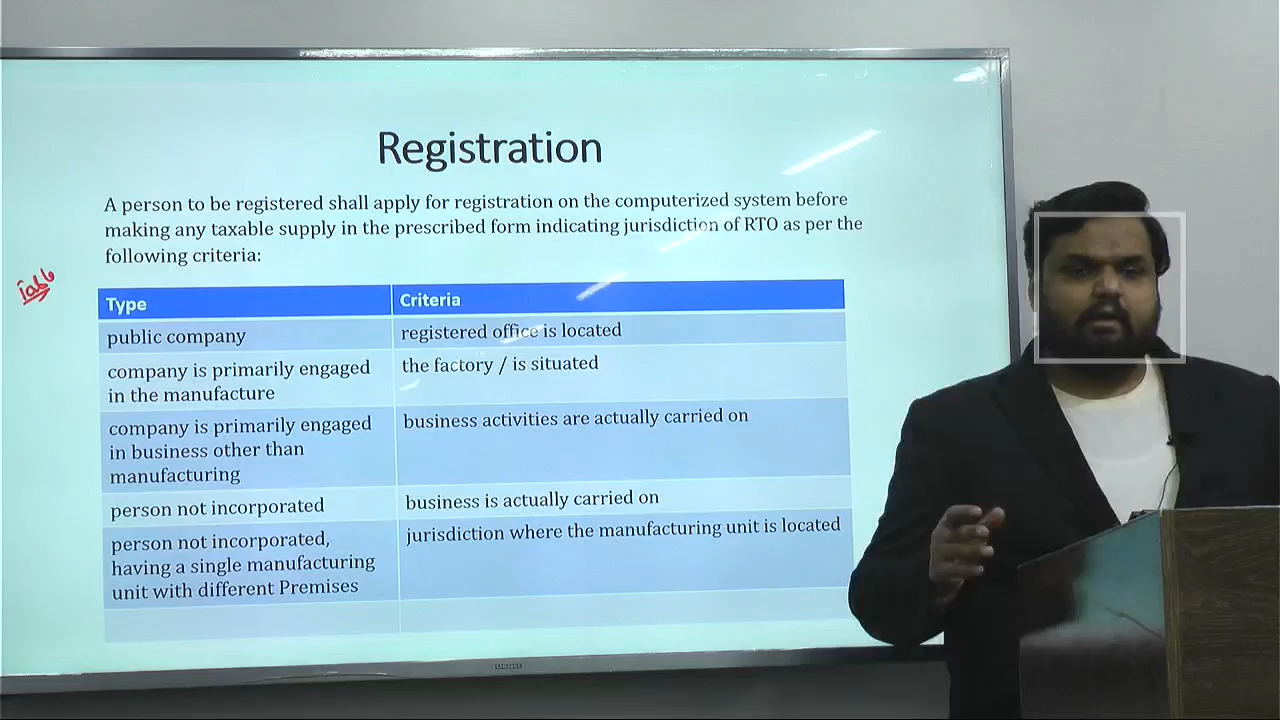 Registration
A person to be registered shall apply for registration on the computerized system before
making any taxable supply in the prescribed form indicating jurisdiction of RTO as per the
following criteria:
Table
Type
Criteria
public company
registered office is located
company is primarily engaged
in the manufacture
the factory / is situated
company is primarily engaged
in business other than
manufacturing
business activities are actually carried on
person not incorporated
business is actually carried on
person not incorporated,
having a single manufacturing
unit with different Premises
jurisdiction where the manufacturing unit is located
SAMSUNG